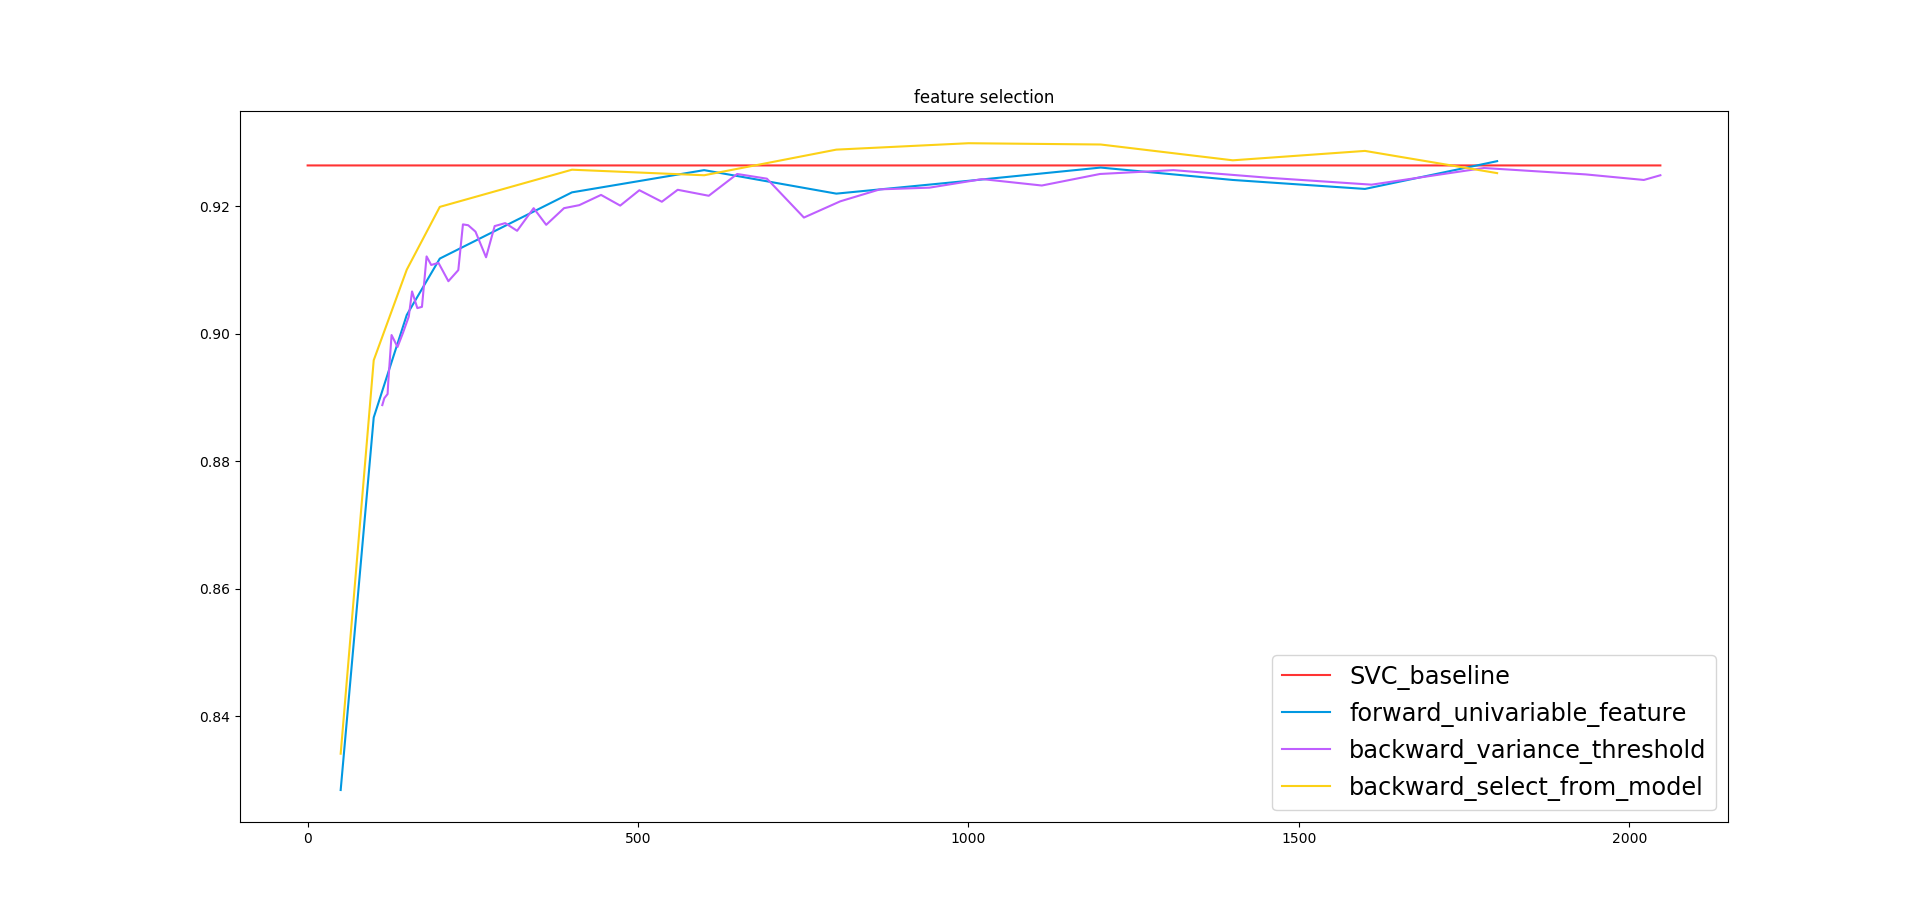 feature selection
0.92
0.90
0.88
0.86
0.84
0
500
1000
1500
2000
SVC_baseline
forward_univariable_feature
backward_variance_threshold
backward_select_from_model